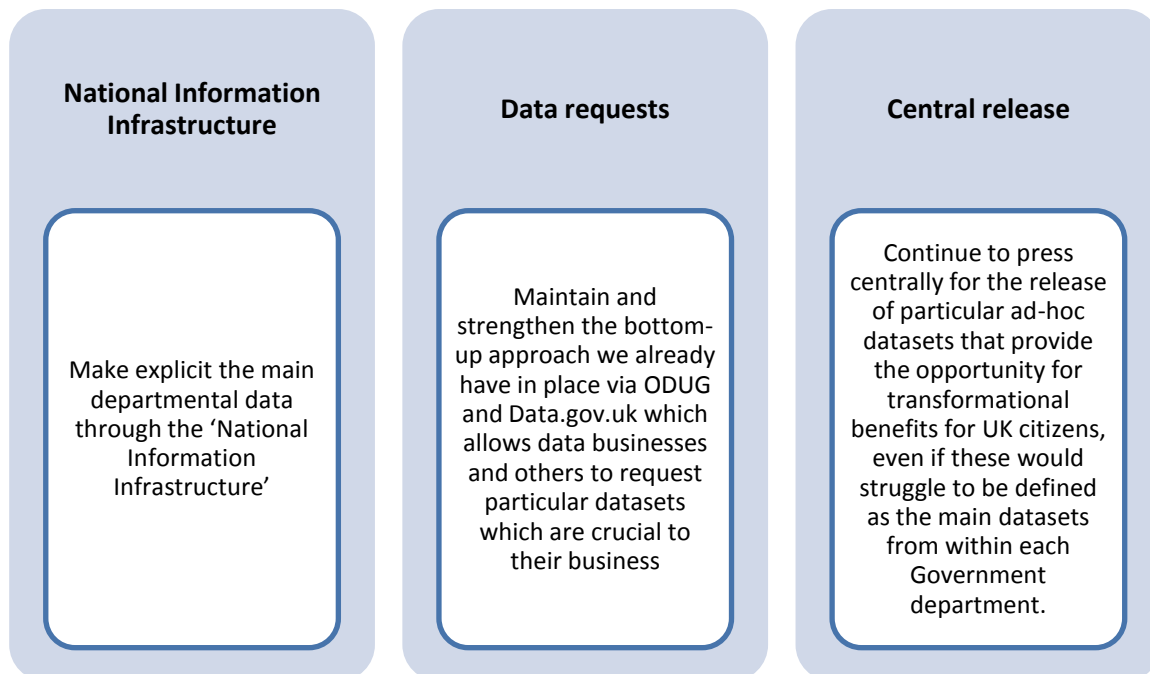 National Information
Infrastructure
Make explicit the main
departmental data
through the ‘National
Information
Infrastructure’
Data requests
Maintain and
strengthen the bottom-
up approach we already
have in place via ODUG
and Data.gov.uk which
allows data businesses
and others to request
particular datasets
which are crucial to
their business
Central release
Continue to press
centrally for the release
of particular ad-hoc
datasets that provide
the opportunity for
transformational
benefits for UK citizens,
even if these would
struggle to be defined
as the main datasets
from within each
Government
department.